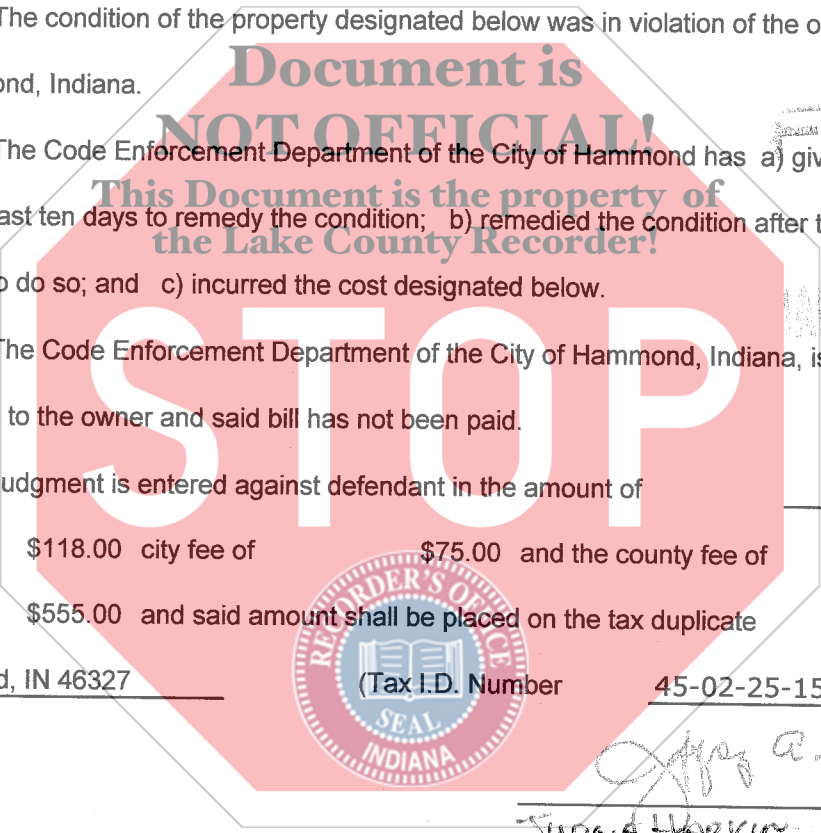 The condition of the property designated below was in violation of the o
Document is
ond, Indiana.
NOT OFFICIAL!
The Code Enforcement Department of the City of Hammond has a) giv
This Document is the property of
ast ten days to remedy the condition; b) remedied the condition after t
the Lake County Recorder!
o do so; and c) incurred the cost designated below.
STOP
The Code Enforcement Department of the City of Hammond, Indiana, is
to the owner and said bill has not been paid.
udgment is entered against defendant in the amount of
$118.00 city fee of $75.00 and the county fee of
$555.00 and said amount shall be placed on the tax duplicate
d, IN 46327 (Tax I.D. Number 45-02-25-15
RECORDER'S OFFICE
SEAL
INDIANA